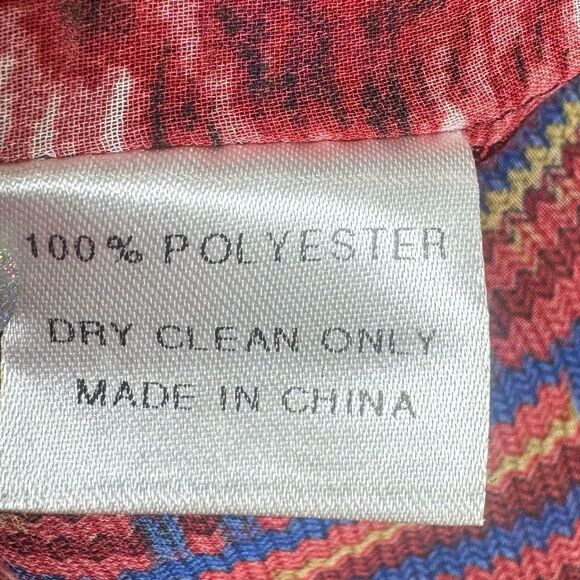 100% POLYESTER
DRY CLEAN ONLY
MADE IN CHINA